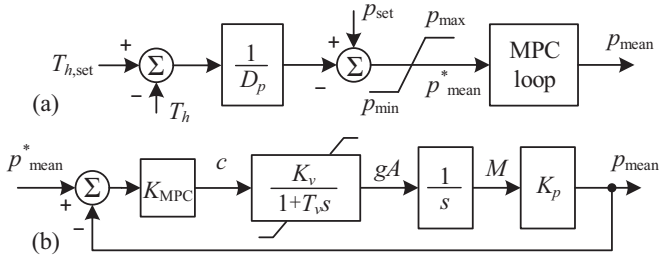 T_h,set
+
−
Σ
T_h
1
D_p
p_set
+
−
Σ
p_max
p_min
p*_mean
MPC
loop
p_mean
(a)
p*_mean
+
−
Σ
K_MPC
c
K_v
1+T_v s
gA
1
s
M
K_p
p_mean
(b)